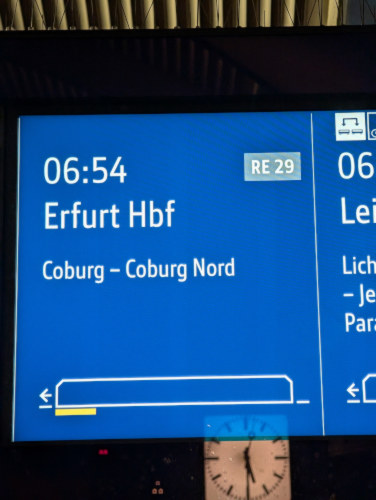 06:54
RE 29
Erfurt Hbf
Coburg – Coburg Nord
06
Lei
Lich
– Je
Para